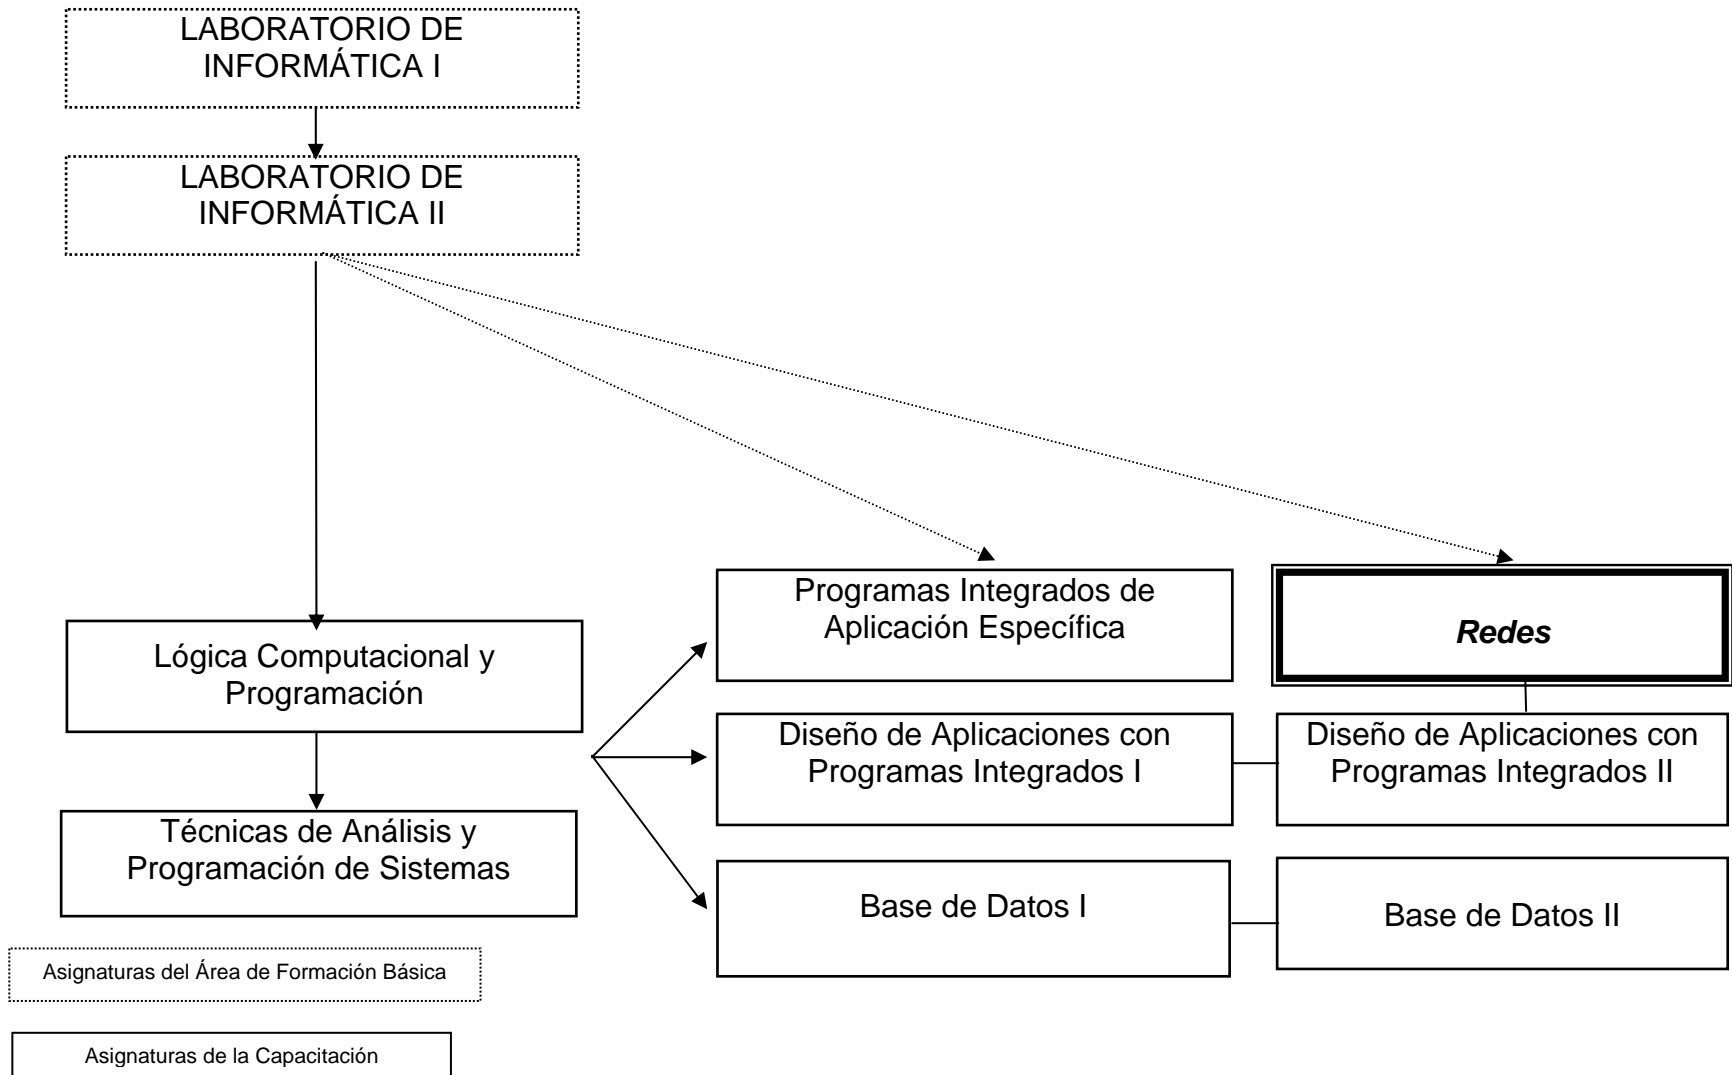 LABORATORIO DE
INFORMÁTICA I
LABORATORIO DE
INFORMÁTICA II
Lógica Computacional y
Programación
Técnicas de Análisis y
Programación de Sistemas
Programas Integrados de
Aplicación Específica
Redes
Diseño de Aplicaciones con
Programas Integrados I
Diseño de Aplicaciones con
Programas Integrados II
Base de Datos I
Base de Datos II
Asignaturas del Área de Formación Básica
Asignaturas de la Capacitación